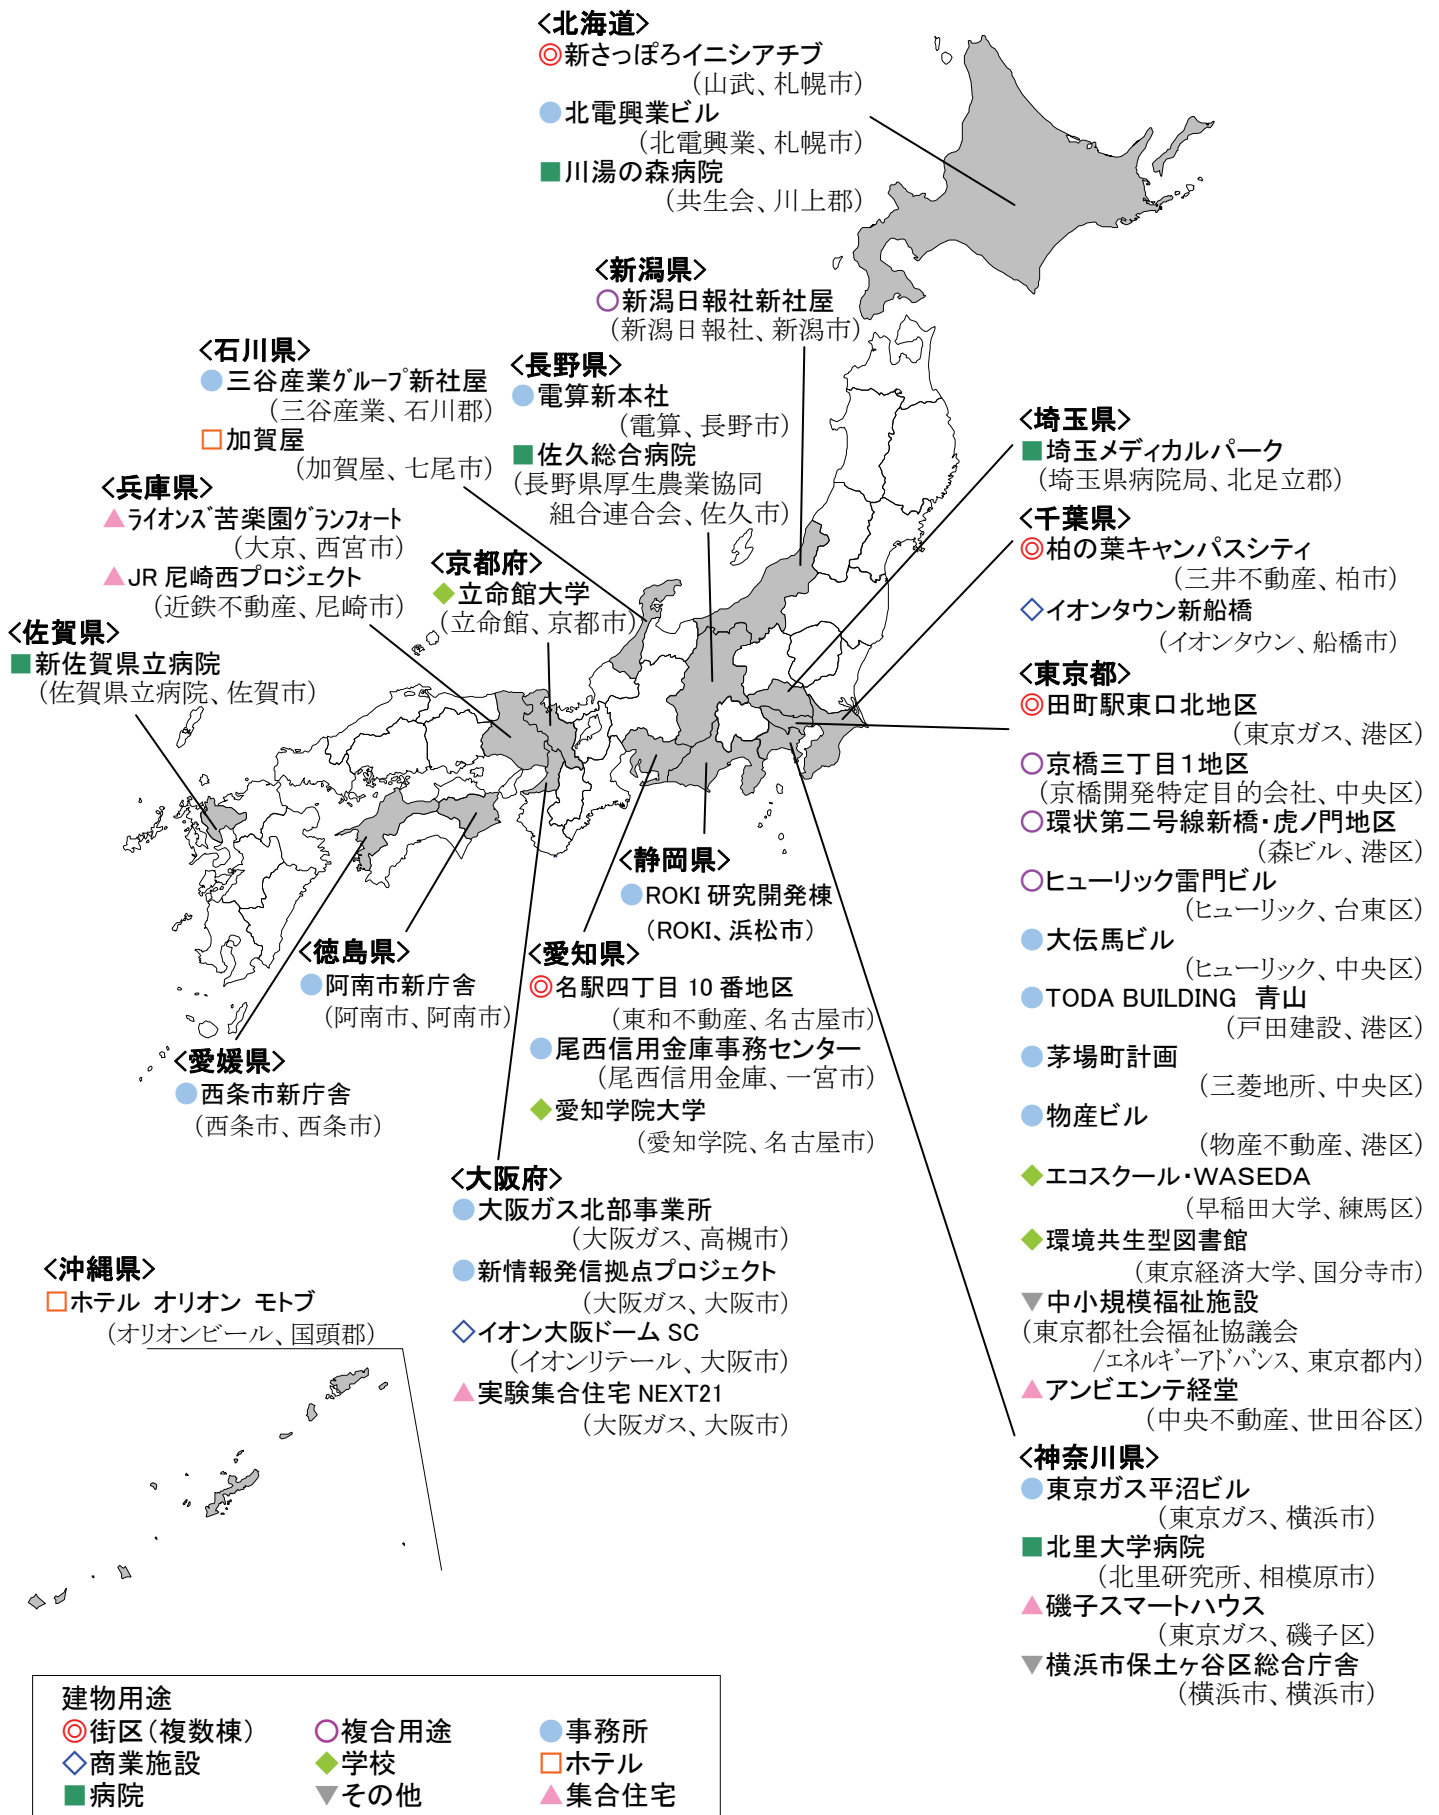 <北海道>
◎新さっぽろイニシアチブ
（山武、札幌市）
●北電興業ビル
（北電興業、札幌市）
■川湯の森病院
（共生会、川上郡）
<新潟県>
○新潟日報社新社屋
（新潟日報社、新潟市）
<石川県>
●三谷産業ｸﾞﾙｰﾌﾟ新社屋
（三谷産業、石川郡）
□加賀屋
（加賀屋、七尾市）
<長野県>
●電算新本社
（電算、長野市）
■佐久総合病院
（長野県厚生農業協同
組合連合会、佐久市）
<兵庫県>
▲ﾗｲｵﾝｽﾞ苦楽園ｸﾞﾗﾝﾌｫｰﾄ
（大京、西宮市）
▲JR 尼崎西プロジェクト
（近鉄不動産、尼崎市）
<京都府>
◆立命館大学
（立命館、京都市）
<佐賀県>
■新佐賀県立病院
（佐賀県立病院、佐賀市）
<埼玉県>
■埼玉メディカルパーク
（埼玉県病院局、北足立郡）
<千葉県>
◎柏の葉キャンパスシティ
（三井不動産、柏市）
◇イオンタウン新船橋
（イオンタウン、船橋市）
<東京都>
◎田町駅東口北地区
（東京ガス、港区）
○京橋三丁目１地区
（京橋開発特定目的会社、中央区）
○環状第二号線新橋・虎ノ門地区
（森ビル、港区）
○ヒューリック雷門ビル
（ヒューリック、台東区）
●大伝馬ビル
（ヒューリック、中央区）
●TODA BUILDING 青山
（戸田建設、港区）
●茅場町計画
（三菱地所、中央区）
●物産ビル
（物産不動産、港区）
◆エコスクール・WASEDA
（早稲田大学、練馬区）
◆環境共生型図書館
（東京経済大学、国分寺市）
▼中小規模福祉施設
（東京都社会福祉協議会
/ｴﾈﾙｷﾞｰｱﾄﾞﾊﾞﾝｽ、東京都内）
▲アンビエンテ経堂
（中央不動産、世田谷区）
<静岡県>
●ROKI 研究開発棟
（ROKI、浜松市）
<徳島県>
●阿南市新庁舎
（阿南市、阿南市）
<愛知県>
◎名駅四丁目 10 番地区
（東和不動産、名古屋市）
●尾西信用金庫事務センター
（尾西信用金庫、一宮市）
◆愛知学院大学
（愛知学院、名古屋市）
<愛媛県>
●西条市新庁舎
（西条市、西条市）
<大阪府>
●大阪ガス北部事業所
（大阪ガス、高槻市）
●新情報発信拠点プロジェクト
（大阪ガス、大阪市）
◇イオン大阪ドーム SC
（イオンリテール、大阪市）
▲実験集合住宅 NEXT21
（大阪ガス、大阪市）
<沖縄県>
□ホテル オリオン モトブ
（オリオンビール、国頭郡）
<神奈川県>
●東京ガス平沼ビル
（東京ガス、横浜市）
■北里大学病院
（北里研究所、相模原市）
▲磯子スマートハウス
（東京ガス、磯子区）
▼横浜市保土ヶ谷区総合庁舎
（横浜市、横浜市）
建物用途
◎街区（複数棟） ○複合用途 ●事務所
◇商業施設 ◆学校 □ホテル
■病院 ▼その他 ▲集合住宅